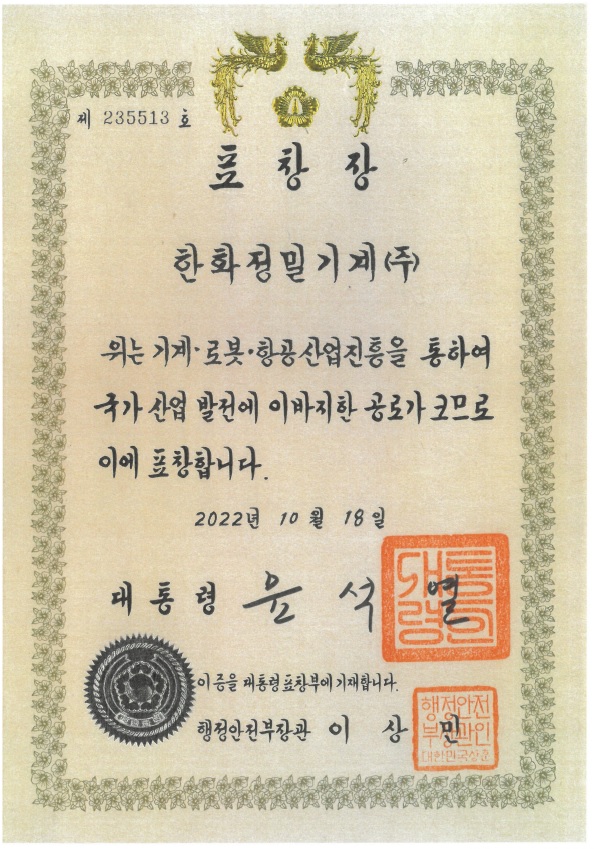 제 235513 호
표창장
한화정밀기계(주)
위는 기계·로봇·항공산업진흥을 통하여
국가 산업 발전에 이바지한 공로가 크므로
이에 표창합니다.
2022년 10월 18일
대통령 윤석열
대통령의인
이 증을 대통령표창부에 기재합니다.
행정안전부장관 이상민
행정안전
부장관인